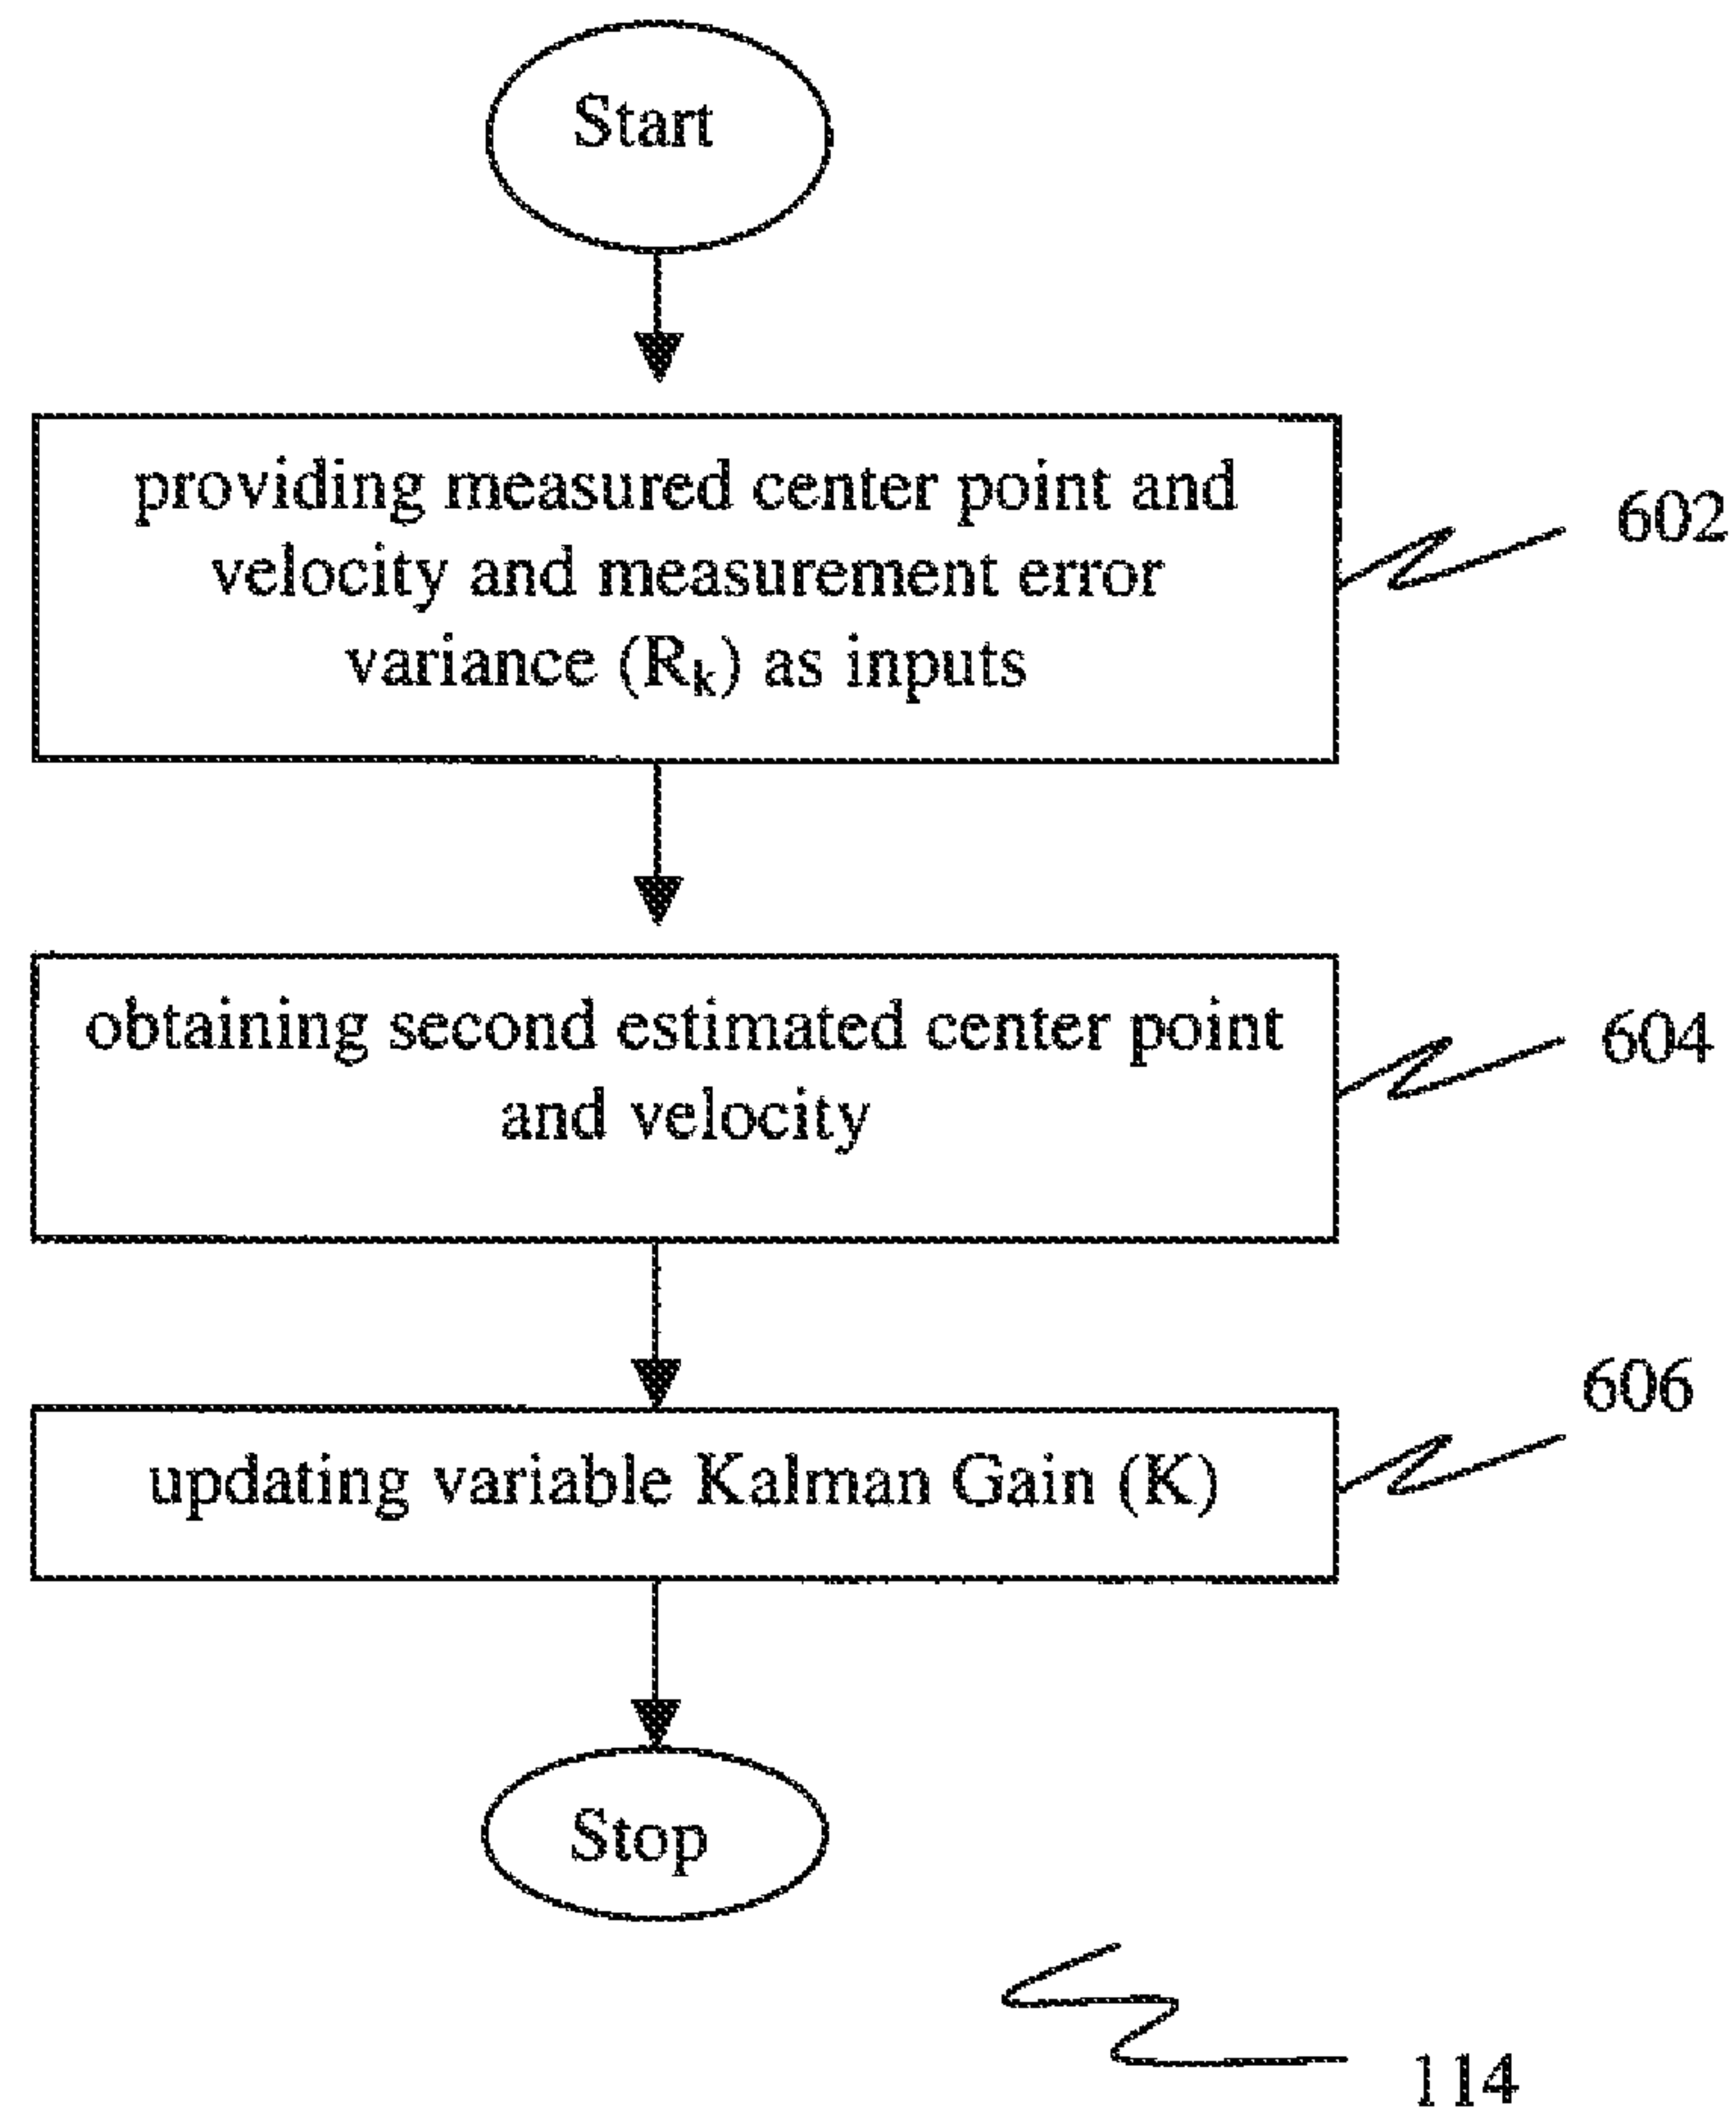 Start
providing measured center point and
velocity and measurement error
variance (Rₖ) as inputs
602
obtaining second estimated center point
and velocity
604
606
updating variable Kalman Gain (K)
Stop
114